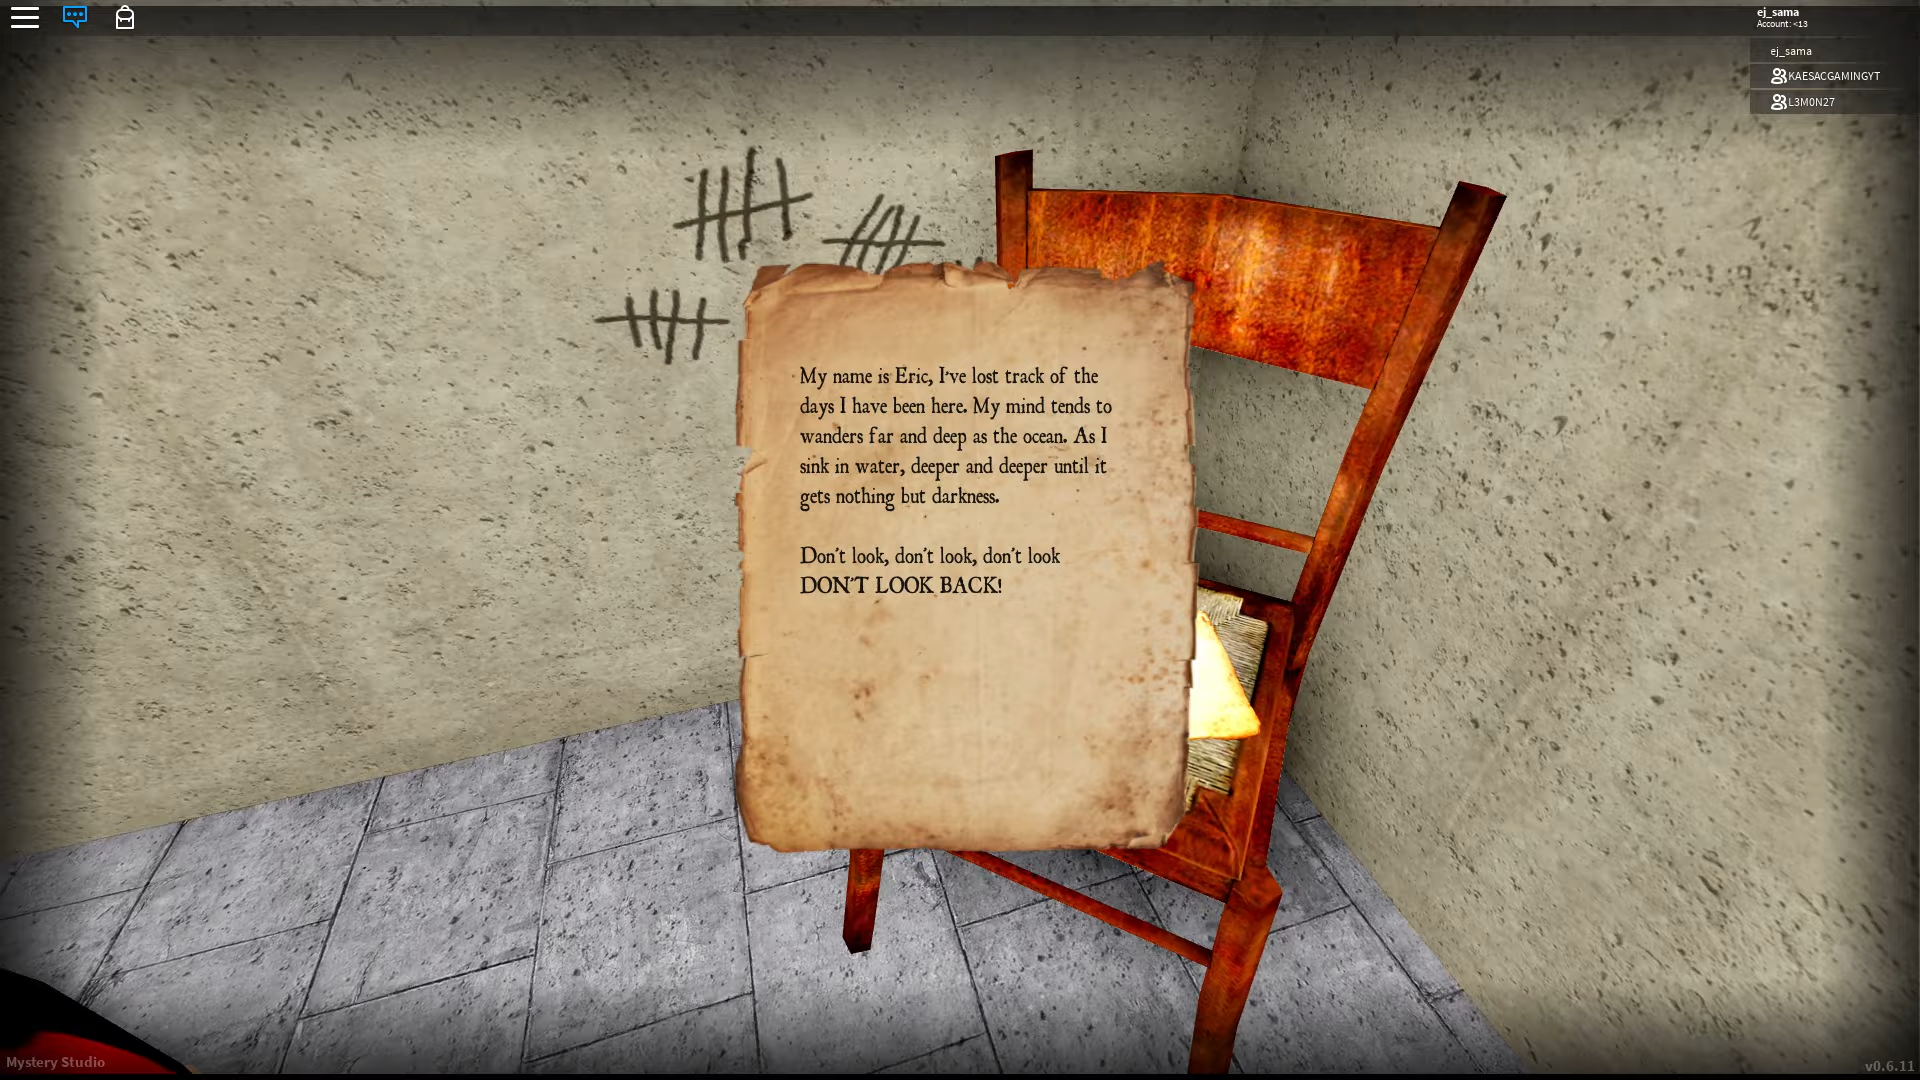 ej_sama
Account: <13
ej_sama
KAESACGAMINGYT
L3M0N27
My name is Eric, I've lost track of the
days I have been here. My mind tends to
wanders far and deep as the ocean. As I
sink in water, deeper and deeper until it
gets nothing but darkness.
Don't look, don't look, don't look
DON'T LOOK BACK!
Mystery Studio
v0.6.11